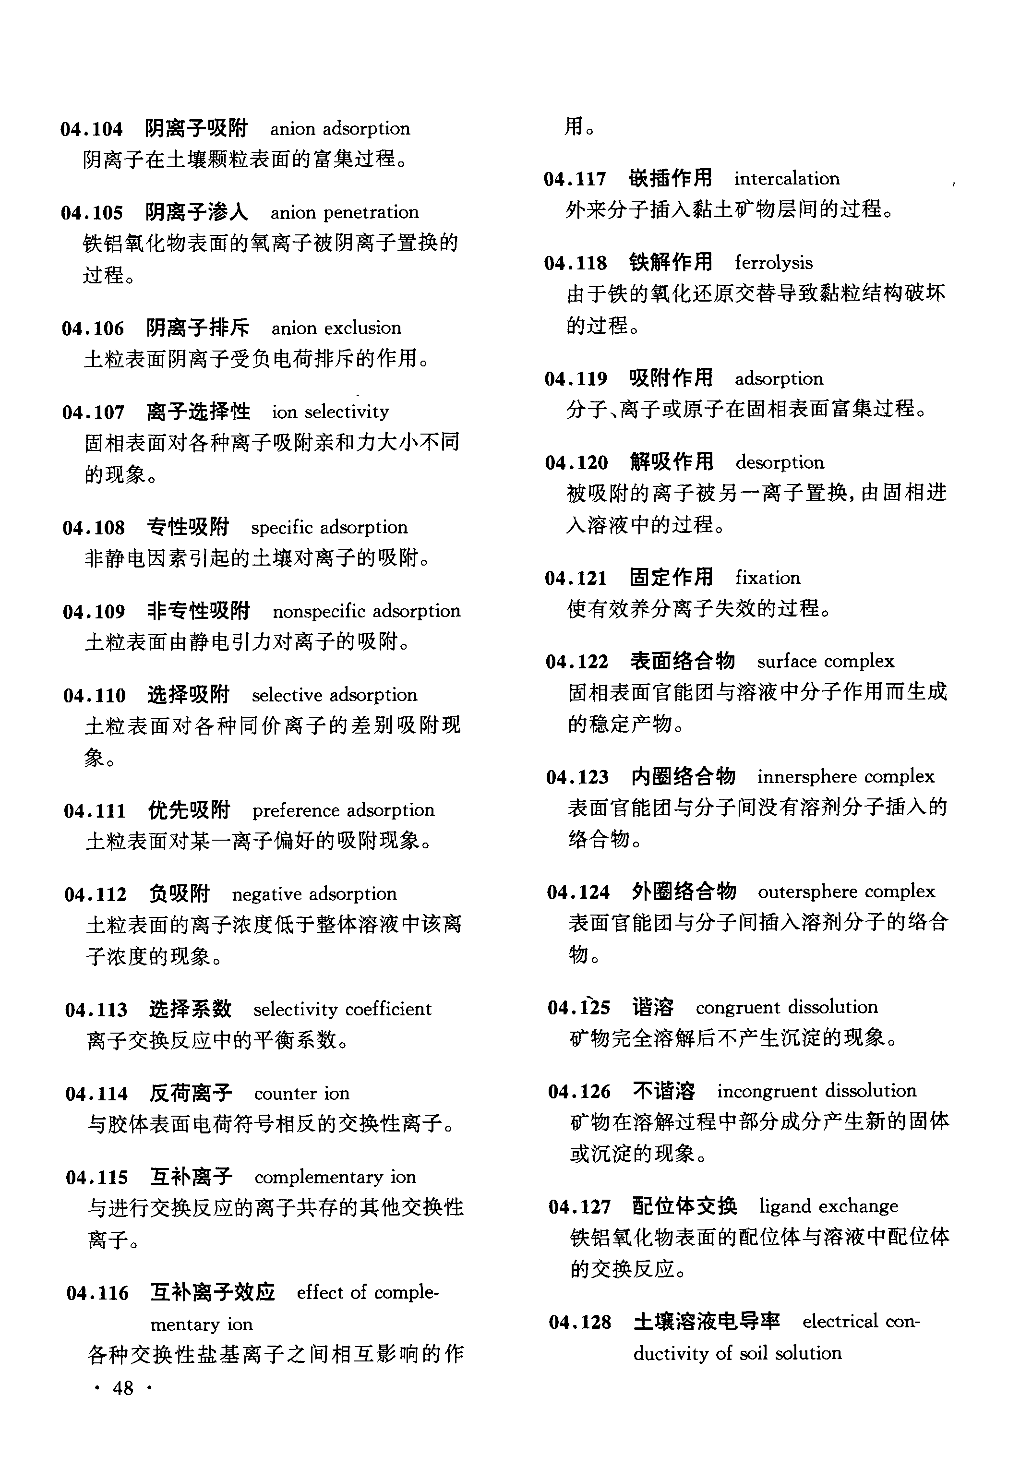 04.104 阴离子吸附 anion adsorption
阴离子在土壤颗粒表面的富集过程。
04.105 阴离子渗入 anion penetration
铁铝氧化物表面的氧离子被阴离子置换的
过程。
04.106 阴离子排斥 anion exclusion
土粒表面阴离子受负电荷排斥的作用。
04.107 离子选择性 ion selectivity
固相表面对各种离子吸附亲和力大小不同
的现象。
04.108 专性吸附 specific adsorption
非静电因素引起的土壤对离子的吸附。
04.109 非专性吸附 nonspecific adsorption
土粒表面由静电引力对离子的吸附。
04.110 选择吸附 selective adsorption
土粒表面对各种同价离子的差别吸附现
象。
04.111 优先吸附 preference adsorption
土粒表面对某一离子偏好的吸附现象。
04.112 负吸附 negative adsorption
土粒表面的离子浓度低于整体溶液中该离
子浓度的现象。
04.113 选择系数 selectivity coefficient
离子交换反应中的平衡系数。
04.114 反荷离子 counter ion
与胶体表面电荷符号相反的交换性离子。
04.115 互补离子 complementary ion
与进行交换反应的离子共存的其他交换性
离子。
04.116 互补离子效应 effect of comple-
mentary ion
各种交换性盐基离子之间相互影响的作
用。
04.117 嵌插作用 intercalation
外来分子插入黏土矿物层间的过程。
04.118 铁解作用 ferrolysis
由于铁的氧化还原交替导致黏粒结构破坏
的过程。
04.119 吸附作用 adsorption
分子、离子或原子在固相表面富集过程。
04.120 解吸作用 desorption
被吸附的离子被另一离子置换,由固相进
入溶液中的过程。
04.121 固定作用 fixation
使有效养分离子失效的过程。
04.122 表面络合物 surface complex
固相表面官能团与溶液中分子作用而生成
的稳定产物。
04.123 内圈络合物 innersphere complex
表面官能团与分子间没有溶剂分子插入的
络合物。
04.124 外圈络合物 outersphere complex
表面官能团与分子间插入溶剂分子的络合
物。
04.125 谐溶 congruent dissolution
矿物完全溶解后不产生沉淀的现象。
04.126 不谐溶 incongruent dissolution
矿物在溶解过程中部分成分产生新的固体
或沉淀的现象。
04.127 配位体交换 ligand exchange
铁铝氧化物表面的配位体与溶液中配位体
的交换反应。
04.128 土壤溶液电导率 electrical con-
ductivity of soil solution
· 48 ·